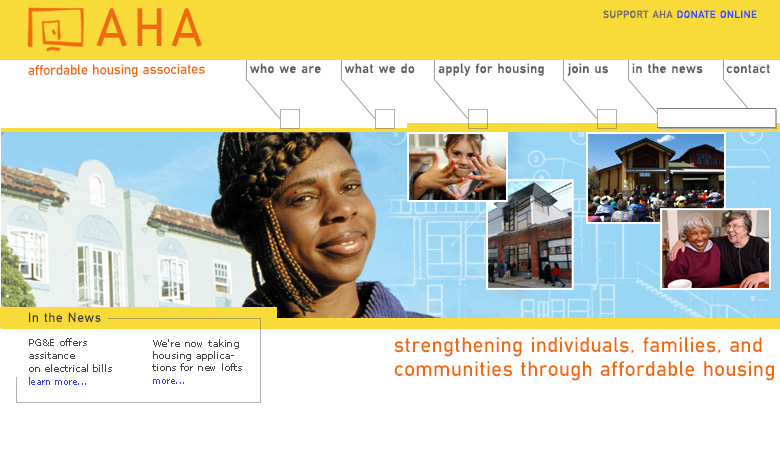 AHA
SUPPORT AHA DONATE ONLINE
affordable housing associates
who we are
what we do
apply for housing
join us
in the news
contact
In the News
PG&E offers
assitance
on electrical bills
learn more...
We're now taking
housing applica-
tions for new lofts
more...
strengthening individuals, families, and
communities through affordable housing